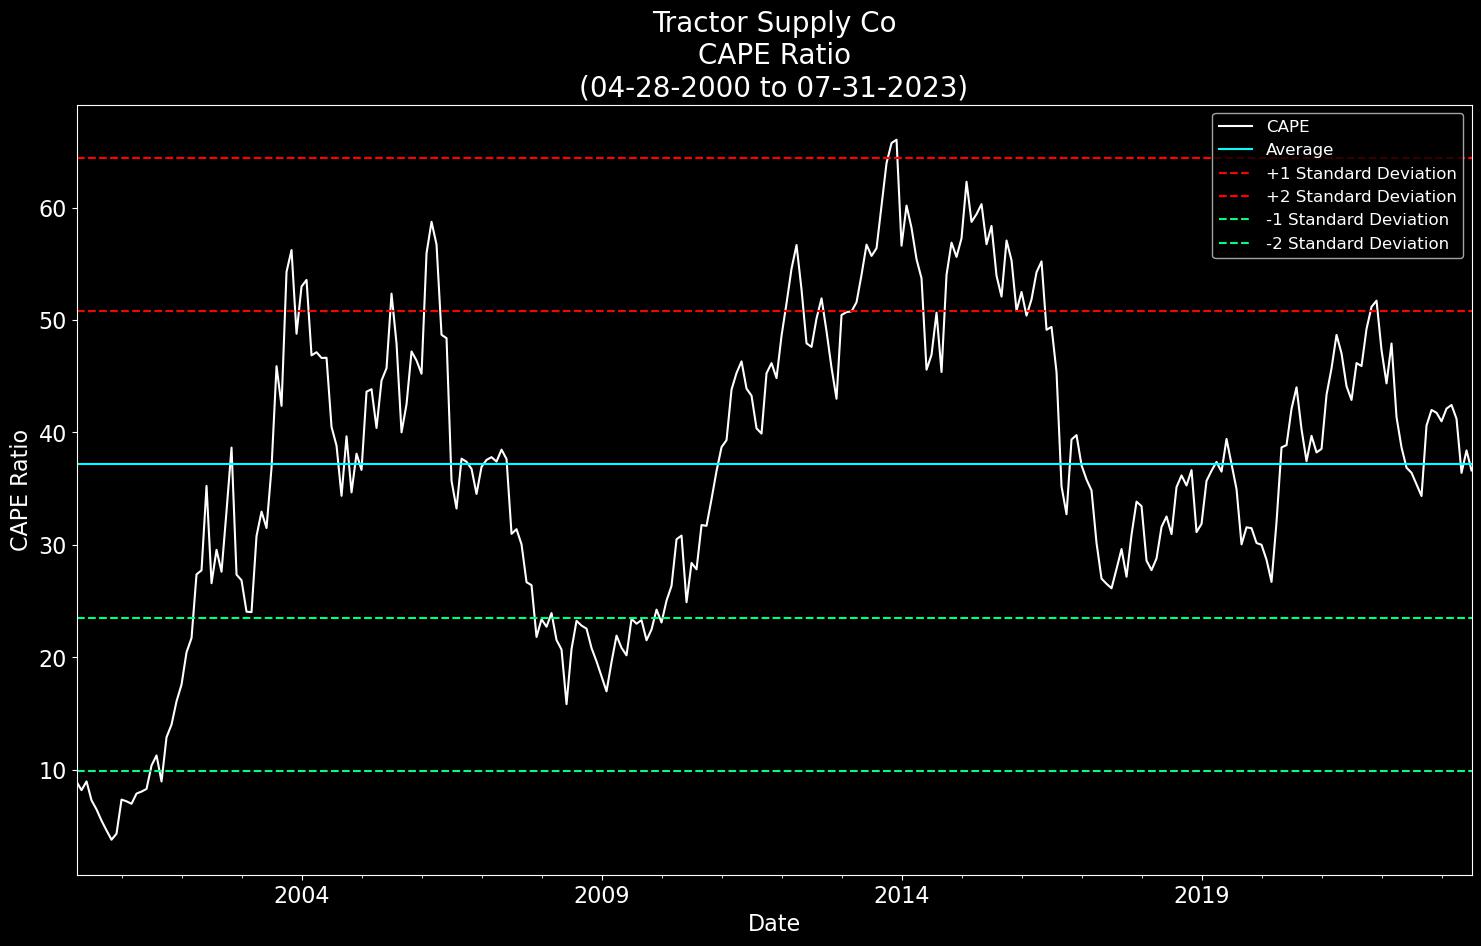 Tractor Supply Co
CAPE Ratio
(04-28-2000 to 07-31-2023)
CAPE
Average
+1 Standard Deviation
+2 Standard Deviation
-1 Standard Deviation
-2 Standard Deviation
60
50
40
30
20
10
CAPE Ratio
2004
2009
2014
2019
Date